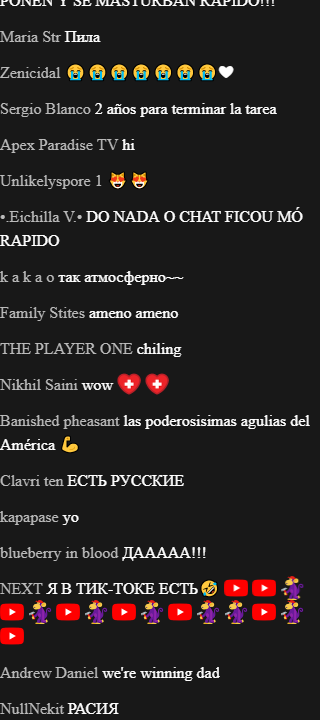 PONEN Y SE MASTURBAN RAPIDO!!!
Maria Str Пила
Zenicidal 😭😭😭😭😭😭😭🤍
Sergio Blanco 2 años para terminar la tarea
Apex Paradise TV hi
Unlikelyspore 1 😻😻
•.Eichilla V.• DO NADA O CHAT FICOU MÓ
RAPIDO
k a k a o так атмосферно~~
Family Stites ameno ameno
THE PLAYER ONE chiling
Nikhil Saini wow
Banished pheasant las poderosisimas agulias del
América 💪
Clavri ten ЕСТЬ РУССКИЕ
kapapase yo
blueberry in blood ДААААА!!!
NEXT Я В ТИК-ТОКЕ ЕСТЬ 🤣
Andrew Daniel we're winning dad
NullNekit РАСИЯ